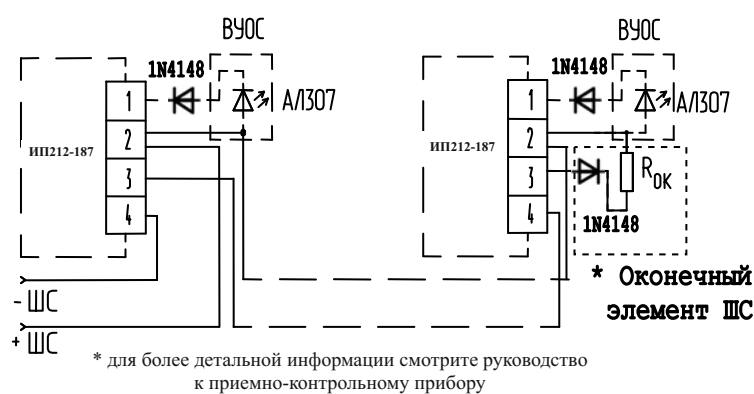 ВУОС
ВУОС
1N4148
1N4148
АЛ307
АЛ307
ИП212-187
ИП212-187
1
2
3
4
1
2
3
4
Rок
1N4148
* Оконечный
элемент ШС
- ШС
+ ШС
* для более детальной информации смотрите руководство
к приемно-контрольному прибору